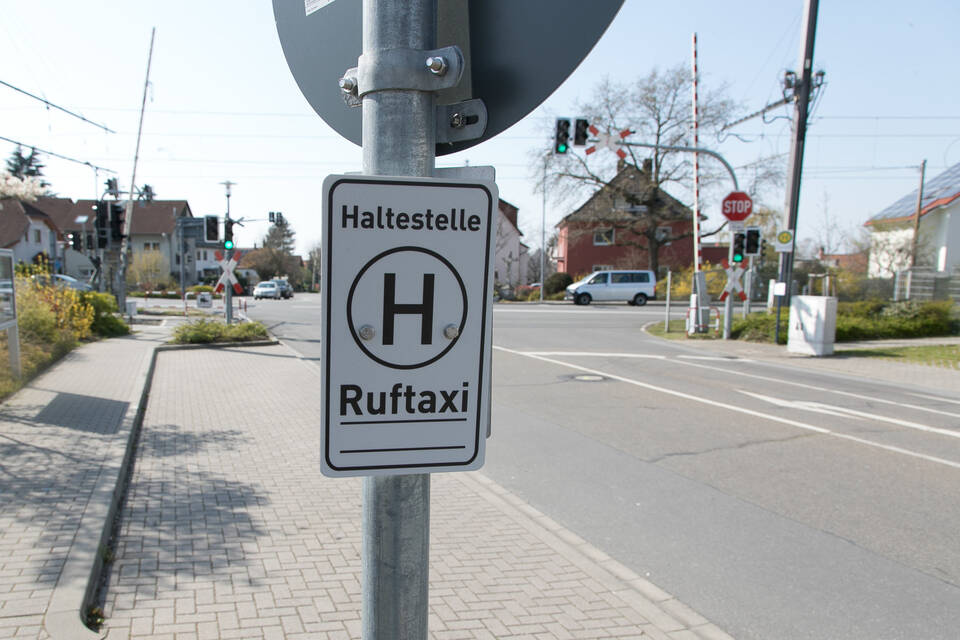 Haltestelle
H
Ruftaxi
STOP